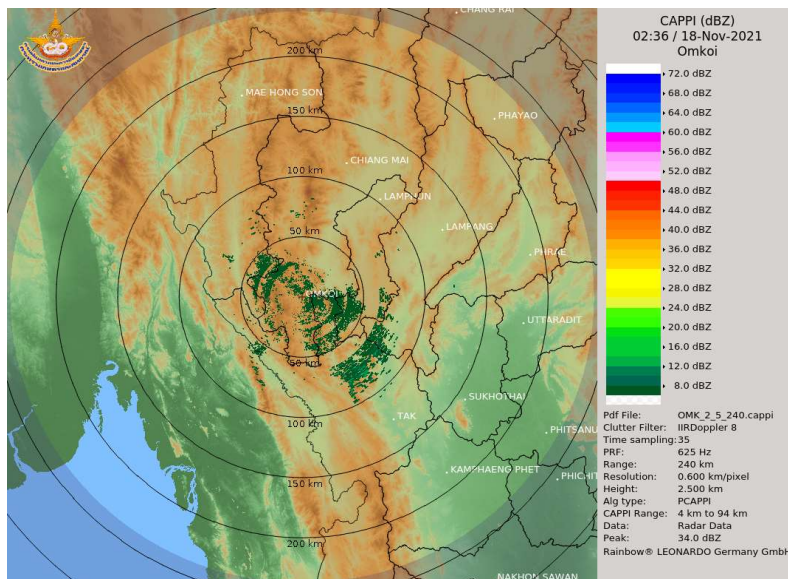 CHANG RAI
200 km
MAE HONG SON
150 km
PHAYAO
CHIANG MAI
100 km
LAMPHUN
LAMPANG
50 km
PHRAE
OMKOI
UTTARADIT
50 km
SUKHOTHAI
100 km
TAK
PHITSANU
KAMPHAENG PHET
PHICHIT
150 km
200 km
NAKHON SAWAN
CAPPI (dBZ)
02:36 / 18-Nov-2021
Omkoi
72.0 dBZ
68.0 dBZ
64.0 dBZ
60.0 dBZ
56.0 dBZ
52.0 dBZ
48.0 dBZ
44.0 dBZ
40.0 dBZ
36.0 dBZ
32.0 dBZ
28.0 dBZ
24.0 dBZ
20.0 dBZ
16.0 dBZ
12.0 dBZ
8.0 dBZ
Pdf File: OMK_2_5_240.cappi
Clutter Filter: IIRDoppler 8
Time sampling:35
PRF: 625 Hz
Range: 240 km
Resolution: 0.600 km/pixel
Height: 2.500 km
Alg type: PCAPPI
CAPPI Range: 4 km to 94 km
Data: Radar Data
Peak: 34.0 dBZ
Rainbow® LEONARDO Germany GmbH